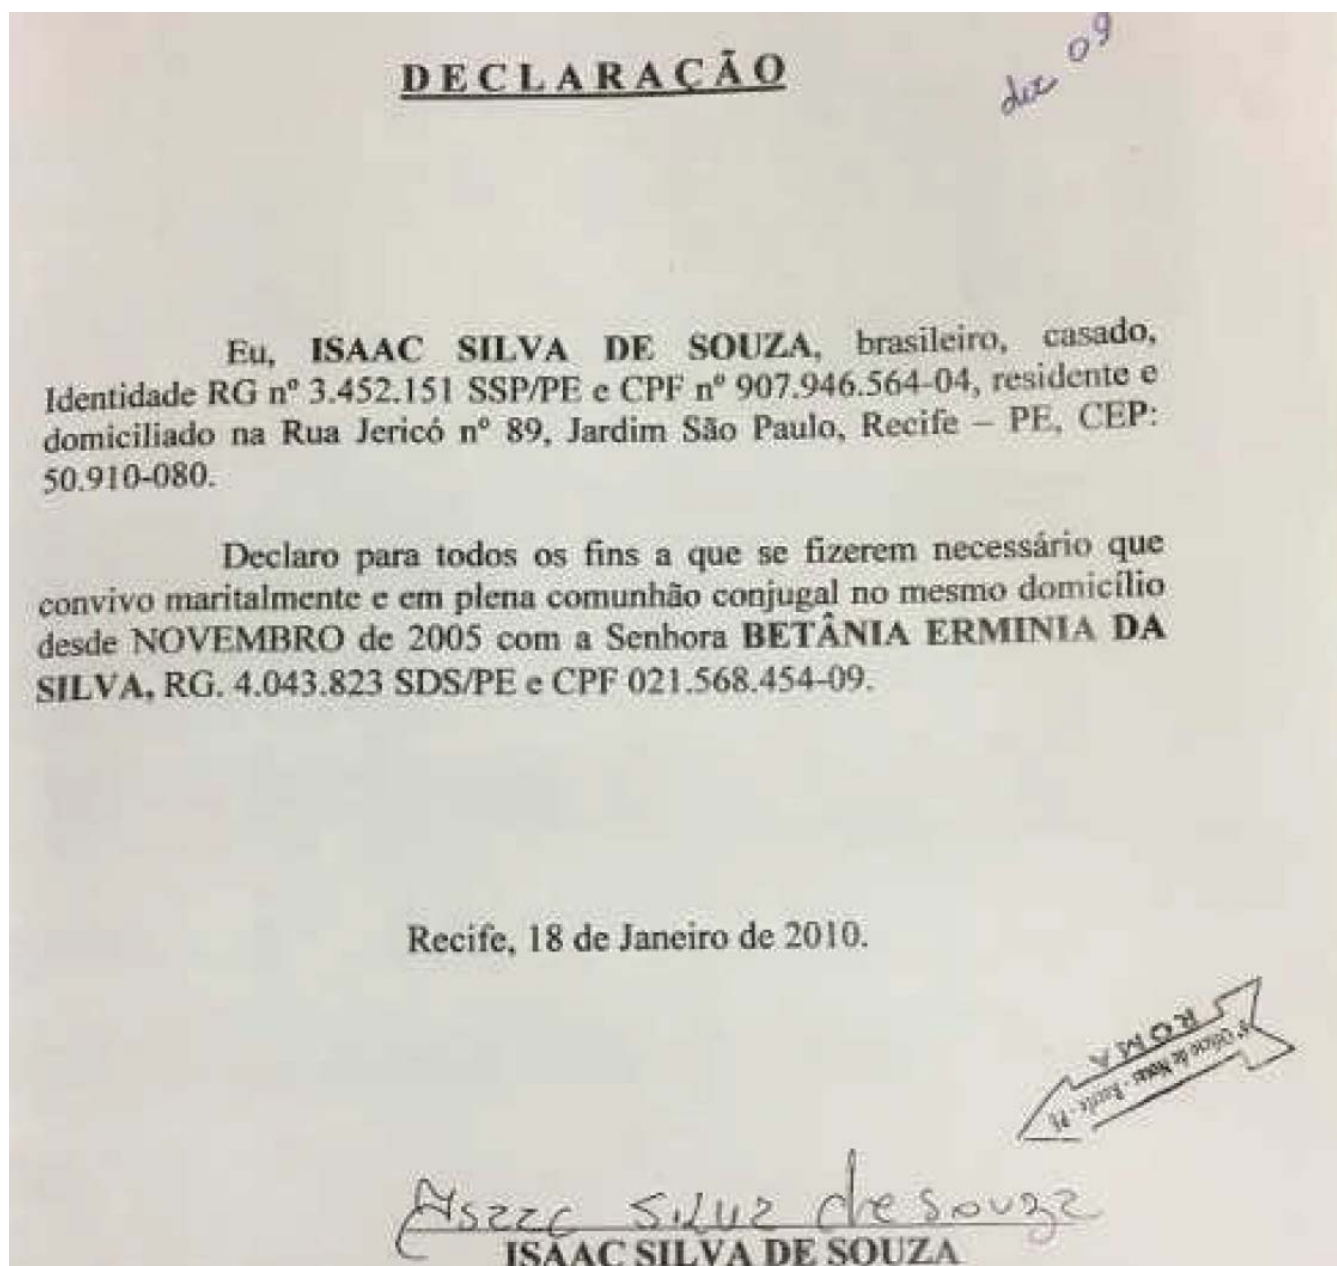 DECLARAÇÃO
dez 09
Eu, ISAAC SILVA DE SOUZA, brasileiro, casado,
Identidade RG nº 3.452.151 SSP/PE e CPF nº 907.946.564-04, residente e
domiciliado na Rua Jericó nº 89, Jardim São Paulo, Recife – PE, CEP:
50.910-080.
Declaro para todos os fins a que se fizerem necessário que
convivo maritalmente e em plena comunhão conjugal no mesmo domicílio
desde NOVEMBRO de 2005 com a Senhora BETÂNIA ERMINIA DA
SILVA, RG. 4.043.823 SDS/PE e CPF 021.568.454-09.
Recife, 18 de Janeiro de 2010.
ROMA
Ofício de Notas - Recife - PE
Isaac Silva de Souza
ISAAC SILVA DE SOUZA